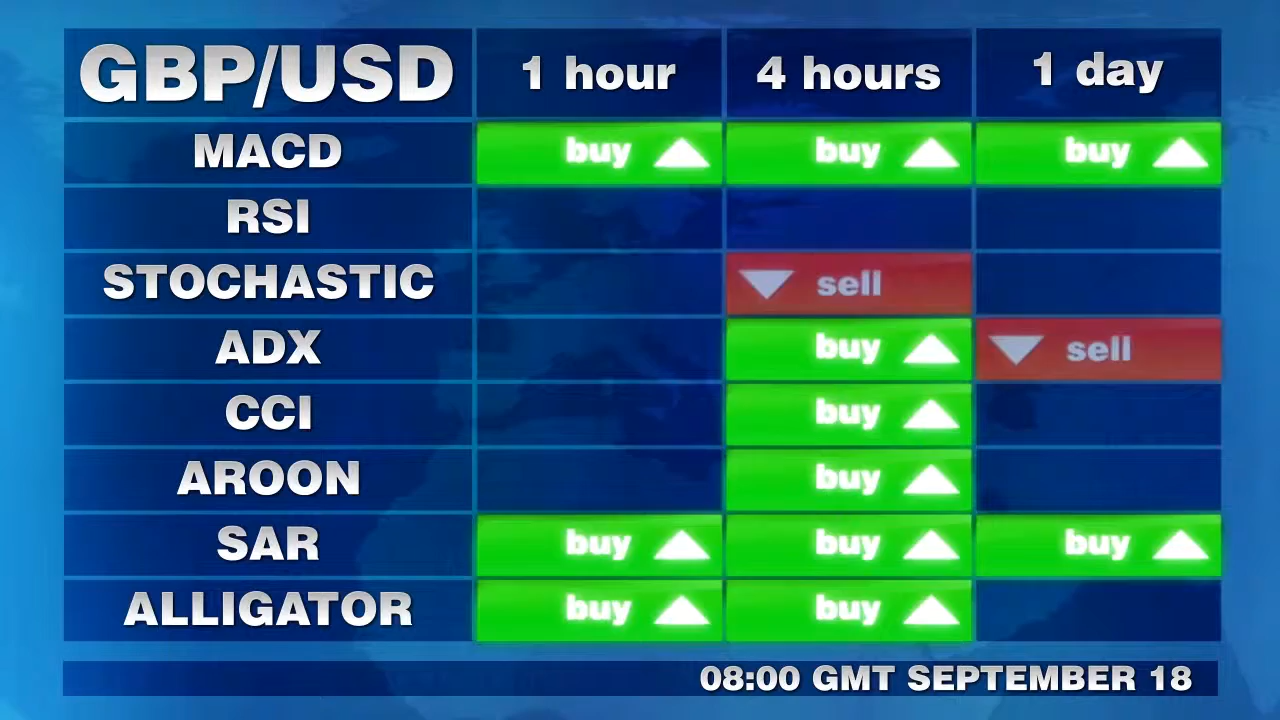 GBP/USD 1 hour 4 hours 1 day
MACD buy buy buy
RSI
STOCHASTIC sell
ADX buy sell
CCI buy
AROON buy
SAR buy buy buy
ALLIGATOR buy buy
08:00 GMT SEPTEMBER 18